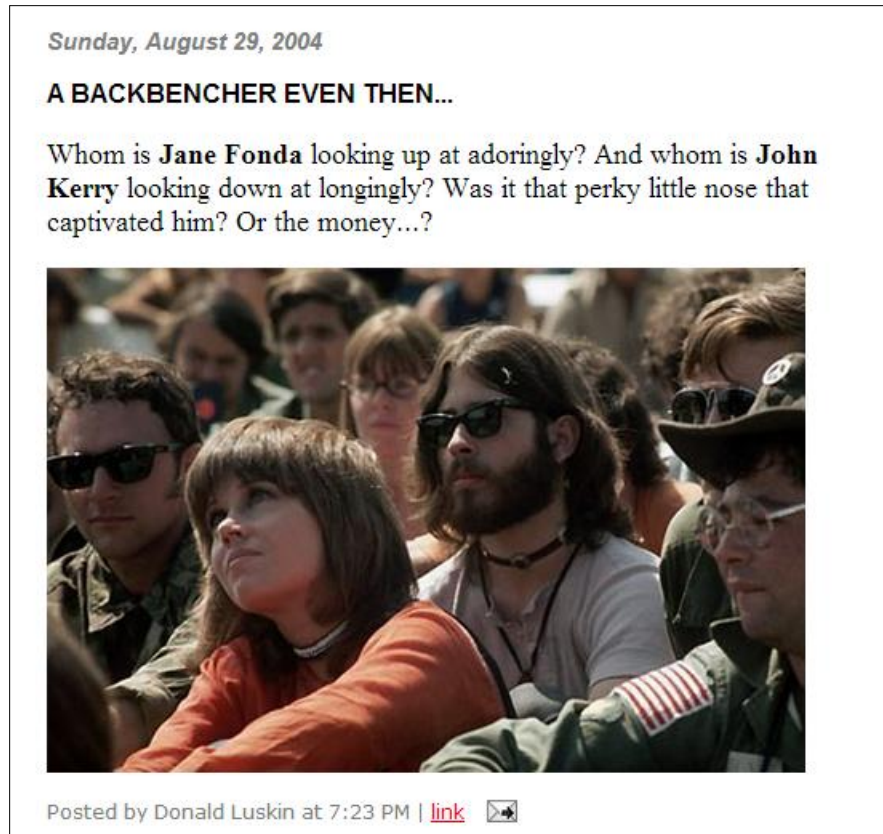 Sunday, August 29, 2004
A BACKBENCHER EVEN THEN...
Whom is Jane Fonda looking up at adoringly? And whom is John
Kerry looking down at longingly? Was it that perky little nose that
captivated him? Or the money...?
Posted by Donald Luskin at 7:23 PM | link